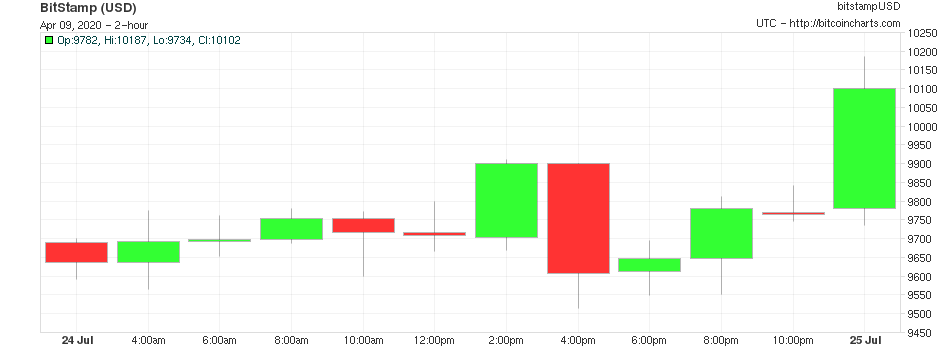 BitStamp (USD)
bitstampUSD
Apr 09, 2020 - 2-hour
UTC - http://bitcoincharts.com
Op:9782, Hi:10187, Lo:9734, Cl:10102
10250
10200
10150
10100
10050
10000
9950
9900
9850
9800
9750
9700
9650
9600
9550
9500
9450
24 Jul 4:00am 6:00am 8:00am 10:00am 12:00pm 2:00pm 4:00pm 6:00pm 8:00pm 10:00pm 25 Jul